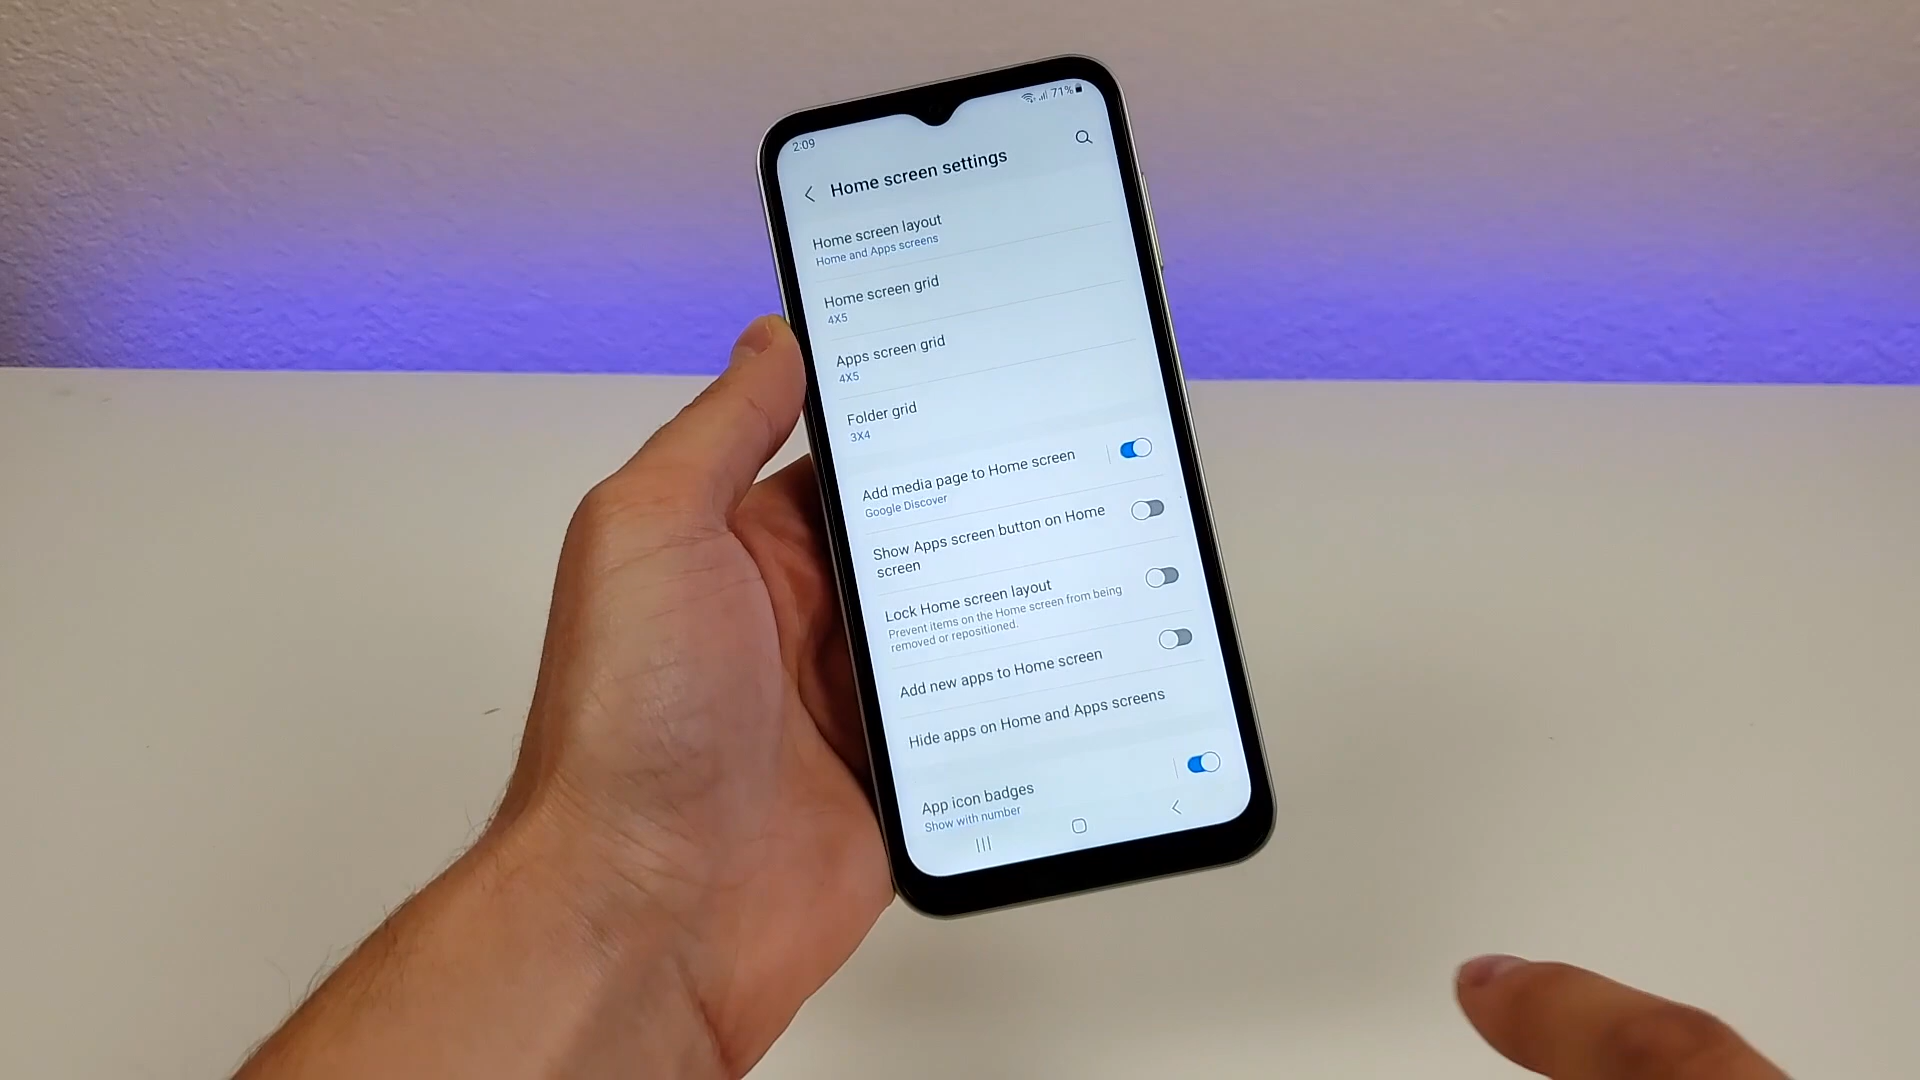 2:09
71%
Home screen settings
Home screen layout
Home and Apps screens
Home screen grid
4X5
Apps screen grid
4X5
Folder grid
3X4
Add media page to Home screen
Google Discover
Show Apps screen button on Home
screen
Lock Home screen layout
Prevent items on the Home screen from being
removed or repositioned.
Add new apps to Home screen
Hide apps on Home and Apps screens
App icon badges
Show with number